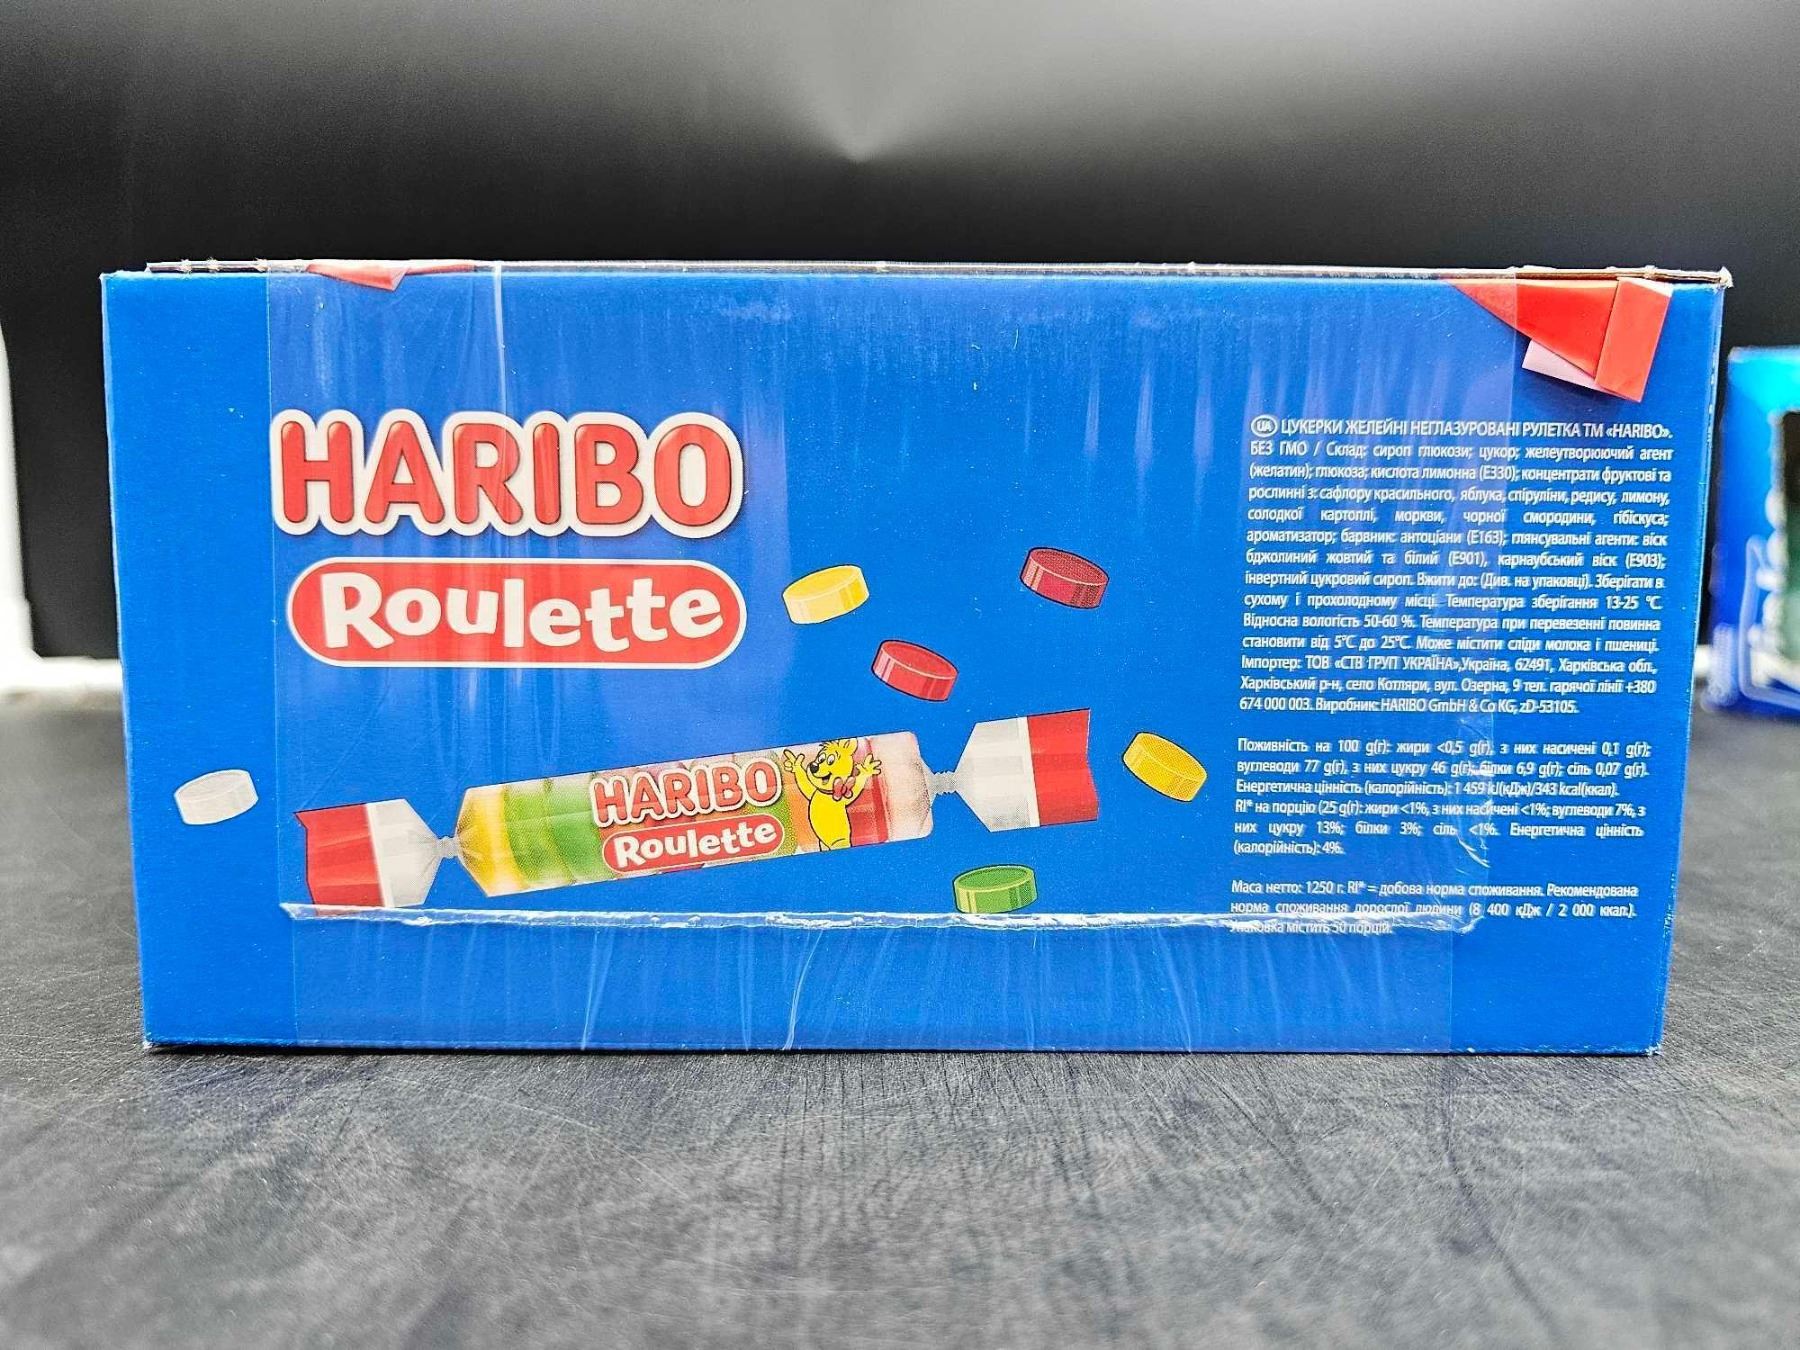 HARIBO
Roulette
HARIBO
Roulette
UA ЦУКЕРКИ ЖЕЛЕЙНІ НЕГЛАЗУРОВАНІ РУЛЕТКА ТМ «HARIBO».
БЕЗ ГМО / Склад: сироп глюкози; цукор; желеутворюючий агент
(желатин); глюкоза; кислота лимонна (Е330); концентрати фруктові та
рослинні з: сафлору красильного, яблука, спіруліни, редису, лимону,
солодкої картоплі, моркви, чорної смородини, гібіскуса;
ароматизатор; барвник: антоціани (Е163); глянсувальні агенти: віск
бджолиний жовтий та білий (Е901), карнаубський віск (Е903);
інвертний цукровий сироп. Вжити до: (Див. на упаковці). Зберігати в
сухому і прохолодному місці. Температура зберігання 13-25 °С.
Відносна вологість 50-60 %. Температура при перевезенні повинна
становити від 5°С до 25°С. Може містити сліди молока і пшениці.
Імпортер: ТОВ «СТВ ГРУП УКРАЇНА», Україна, 62491, Харківська обл.,
Харківський р-н, село Котляри, вул. Озерна, 9 тел. гарячої лінії +380
674 000 003. Виробник: HARIBO GmbH & Co KG, zD-53105.
Поживність на 100 g(г): жири <0,5 g(г), з них насичені 0,1 g(г);
вуглеводи 77 g(г), з них цукру 46 g(г); білки 6,9 g(г); сіль 0,07 g(г).
Енергетична цінність (калорійність): 1 459 kJ(кДж)/343 kcal(ккал).
RI* на порцію (25 g(г): жири <1%, з них насичені <1%; вуглеводи 7%, з
них цукру 13%; білки 3%; сіль <1%. Енергетична цінність
(калорійність): 4%.
Маса нетто: 1250 г. RI* = добова норма споживання. Рекомендована
норма споживання дорослої людини (8 400 кДж / 2 000 ккал).
Упаковка містить 50 порцій.